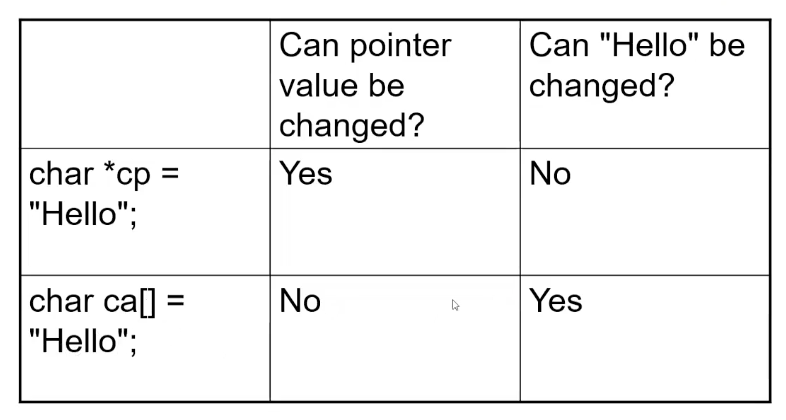 Can pointer
value be
changed?
Can "Hello" be
changed?
char *cp =
"Hello";
Yes
No
char ca[] =
"Hello";
No
Yes